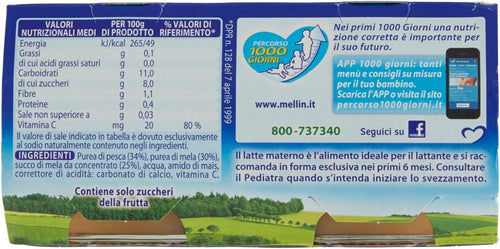 VALORI
NUTRIZIONALI MEDI
PER 100g
DI PRODOTTO
% VALORI DI
RIFERIMENTO*
Energia kJ/kcal 265/49
Grassi g 0,1
di cui acidi grassi saturi g 0,0
Carboidrati g 11,0
di cui zuccheri g 8,0
Fibre g 1,1
Proteine g 0,4
Sale non superiore a g 0,03
Vitamina C mg 20 80 %
Il valore di sale indicato in tabella è dovuto esclusivamente
al sodio naturalmente contenuto negli ingredienti.
INGREDIENTI: Purea di pesca (34%), purea di mela (30%),
succo di mela da concentrato (25%), acqua, amido di mais,
correttore di acidità: carbonato di calcio, vitamina C.
Contiene solo zuccheri
della frutta
*DPR n. 128 del 7 aprile 1999
PERCORSO
1000
GIORNI
www.mellin.it
800-737340
Seguici su f
Nei primi 1000 Giorni una nutri-
zione corretta è importante per
il suo futuro.
APP 1000 giorni: tanti
menù e consigli su misura
per il tuo bambino.
Scarica l'APP o visita il sito
percorso1000giorni.it
Il latte materno è l'alimento ideale per il lattante e si rac-
comanda in forma esclusiva nei primi 6 mesi. Consultare
il Pediatra quando s'intenda iniziare lo svezzamento.